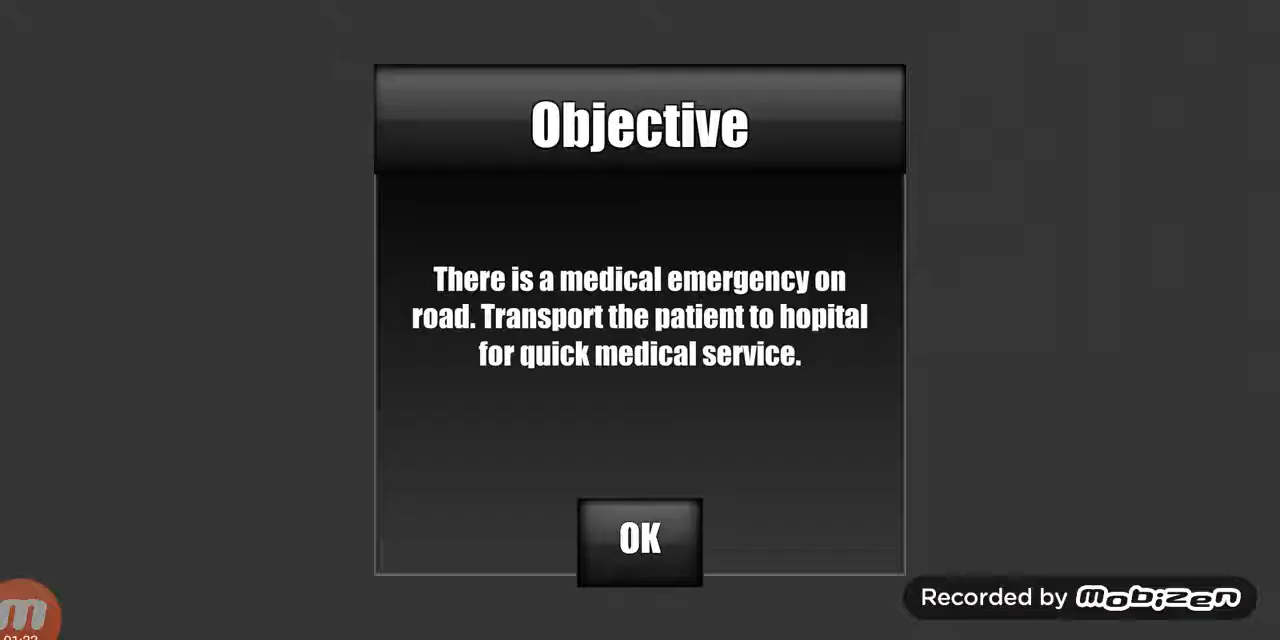 Objective
There is a medical emergency on
road. Transport the patient to hopital
for quick medical service.
OK
Recorded by mobizen